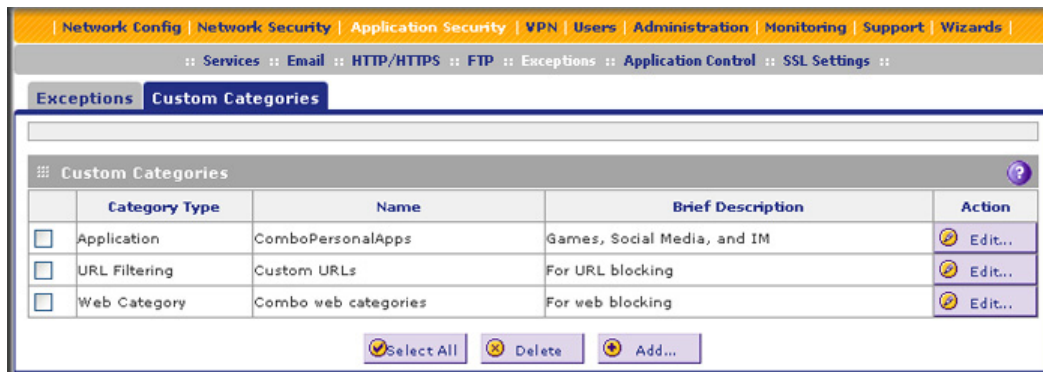 | Network Config | Network Security | Application Security | VPN | Users | Administration | Monitoring | Support | Wizards |
:: Services :: Email :: HTTP/HTTPS :: FTP :: Exceptions :: Application Control :: SSL Settings ::
Exceptions Custom Categories
Custom Categories ?
Category Type Name Brief Description Action
Application ComboPersonalApps Games, Social Media, and IM Edit...
URL Filtering Custom URLs For URL blocking Edit...
Web Category Combo web categories For web blocking Edit...
Select All Delete Add...